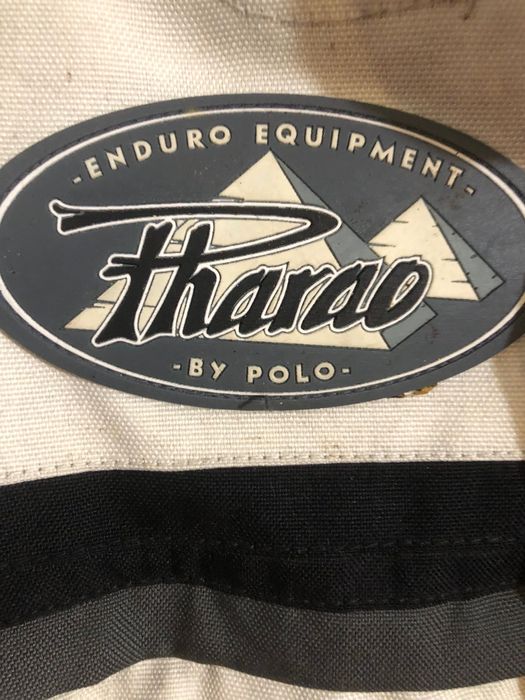 -ENDURO EQUIPMENT-
Pharao
-BY POLO-